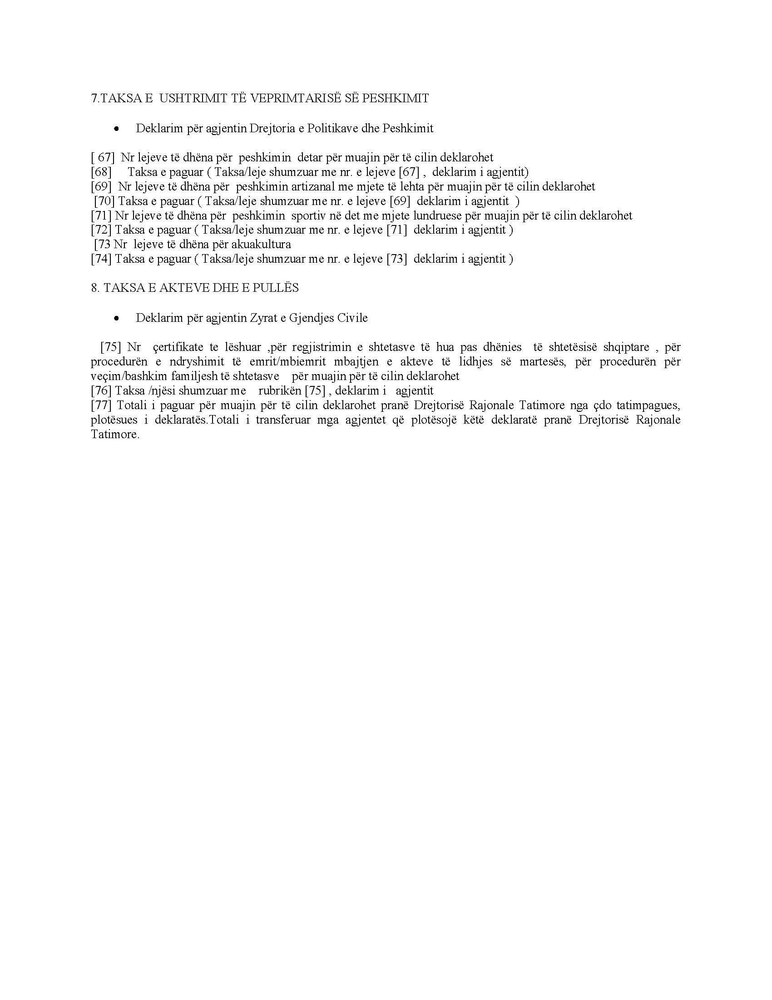 7.TAKSA E USHTRIMIT TË VEPRIMTARISË SË PESHKIMIT
• Deklarim për agjentin Drejtoria e Politikave dhe Peshkimit
[ 67] Nr lejeve të dhëna për peshkimin detar për muajin për të cilin deklarohet
[68] Taksa e paguar ( Taksa/leje shumzuar me nr. e lejeve [67] , deklarim i agjentit)
[69] Nr lejeve të dhëna për peshkimin artizanal me mjete të lehta për muajin për të cilin deklarohet
[70] Taksa e paguar ( Taksa/leje shumzuar me nr. e lejeve [69] deklarim i agjentit )
[71] Nr lejeve të dhëna për peshkimin sportiv në det me mjete lundruese për muajin për të cilin deklarohet
[72] Taksa e paguar ( Taksa/leje shumzuar me nr. e lejeve [71] deklarim i agjentit )
[73 Nr lejeve të dhëna për akuakultura
[74] Taksa e paguar ( Taksa/leje shumzuar me nr. e lejeve [73] deklarim i agjentit )
8. TAKSA E AKTEVE DHE E PULLËS
• Deklarim për agjentin Zyrat e Gjendjes Civile
[75] Nr çertifikate te lëshuar ,për regjistrimin e shtetasve të hua pas dhënies të shtetësisë shqiptare , për
procedurën e ndryshimit të emrit/mbiemrit mbajtjen e akteve të lidhjes së martesës, për procedurën për
veçim/bashkim familjesh të shtetasve për muajin për të cilin deklarohet
[76] Taksa /njësi shumzuar me rubrikën [75] , deklarim i agjentit
[77] Totali i paguar për muajin për të cilin deklarohet pranë Drejtorisë Rajonale Tatimore nga çdo tatimpagues,
plotësues i deklaratës.Totali i transferuar mga agjentet që plotësojë këtë deklaratë pranë Drejtorisë Rajonale
Tatimore.